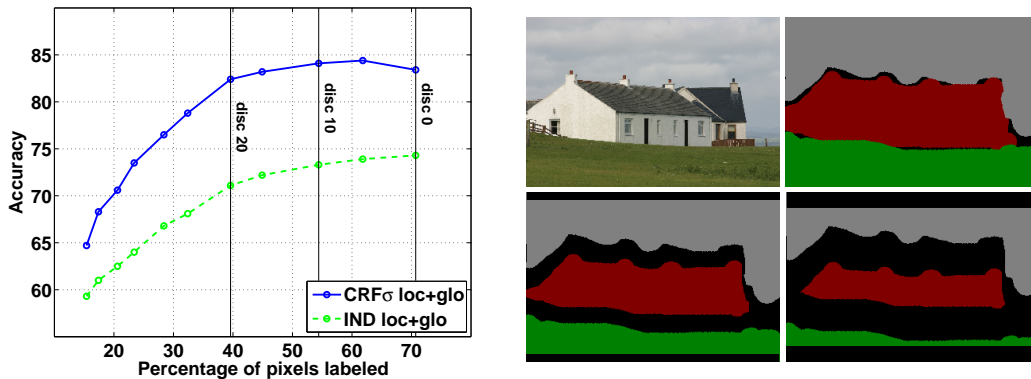 85
80
75
70
65
60
Accuracy
disc 20
disc 10
disc 0
CRFσ loc+glo
IND loc+glo
20 30 40 50 60 70
Percentage of pixels labeled